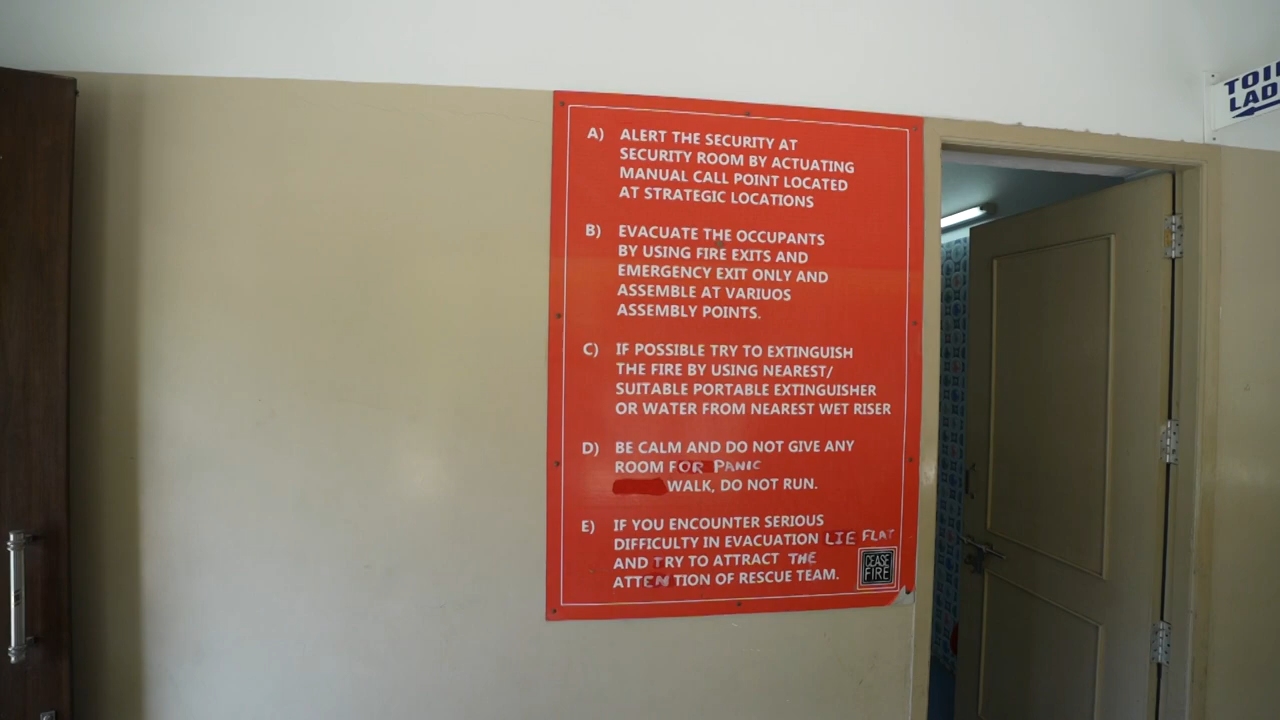 A) ALERT THE SECURITY AT
SECURITY ROOM BY ACTUATING
MANUAL CALL POINT LOCATED
AT STRATEGIC LOCATIONS
B) EVACUATE THE OCCUPANTS
BY USING FIRE EXITS AND
EMERGENCY EXIT ONLY AND
ASSEMBLE AT VARIUOS
ASSEMBLY POINTS.
C) IF POSSIBLE TRY TO EXTINGUISH
THE FIRE BY USING NEAREST/
SUITABLE PORTABLE EXTINGUISHER
OR WATER FROM NEAREST WET RISER
D) BE CALM AND DO NOT GIVE ANY
ROOM FOR PANIC
WALK, DO NOT RUN.
E) IF YOU ENCOUNTER SERIOUS
DIFFICULTY IN EVACUATION LIE FLAT
AND TRY TO ATTRACT THE
ATTENTION OF RESCUE TEAM.
CEASE
FIRE